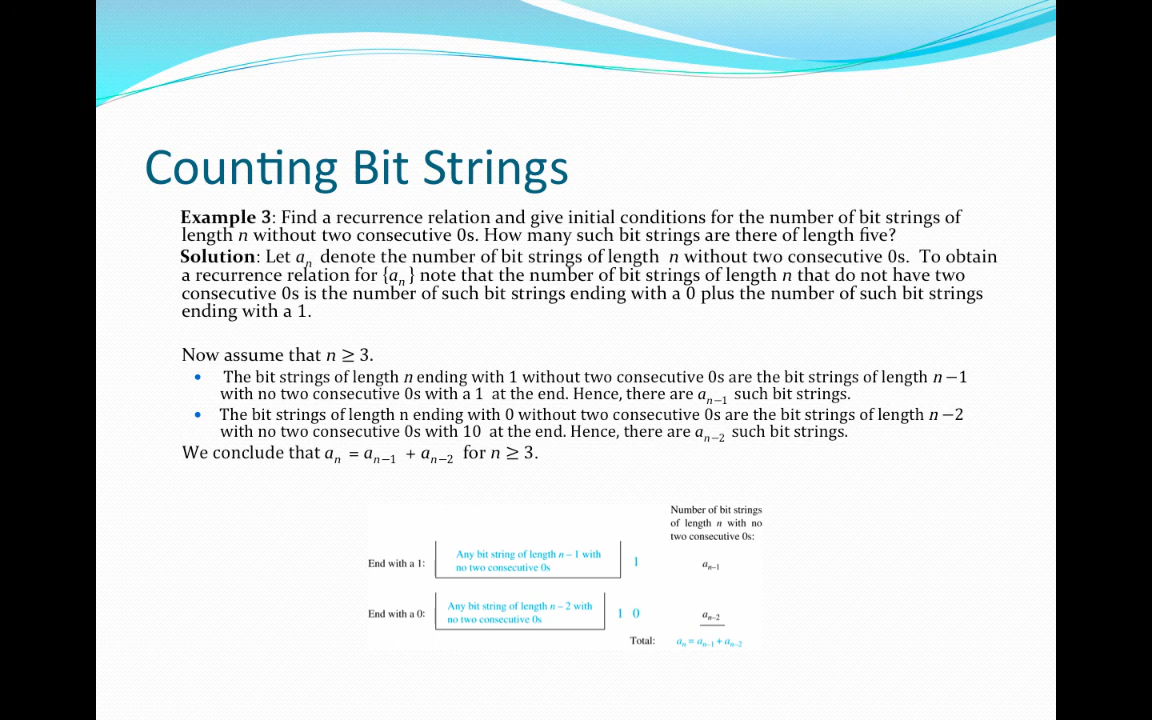 Counting Bit Strings
Example 3: Find a recurrence relation and give initial conditions for the number of bit strings of
length n without two consecutive 0s. How many such bit strings are there of length five?
Solution: Let aₙ denote the number of bit strings of length n without two consecutive 0s. To obtain
a recurrence relation for {aₙ} note that the number of bit strings of length n that do not have two
consecutive 0s is the number of such bit strings ending with a 0 plus the number of such bit strings
ending with a 1.
Now assume that n ≥ 3.
• The bit strings of length n ending with 1 without two consecutive 0s are the bit strings of length n −1
with no two consecutive 0s with a 1 at the end. Hence, there are aₙ₋₁ such bit strings.
• The bit strings of length n ending with 0 without two consecutive 0s are the bit strings of length n −2
with no two consecutive 0s with 10 at the end. Hence, there are aₙ₋₂ such bit strings.
We conclude that aₙ = aₙ₋₁ + aₙ₋₂ for n ≥ 3.
Number of bit strings
of length n with no
two consecutive 0s:
End with a 1: Any bit string of length n – 1 with
no two consecutive 0s 1 aₙ₋₁
End with a 0: Any bit string of length n – 2 with
no two consecutive 0s 1 0 aₙ₋₂
Total: aₙ = aₙ₋₁ + aₙ₋₂